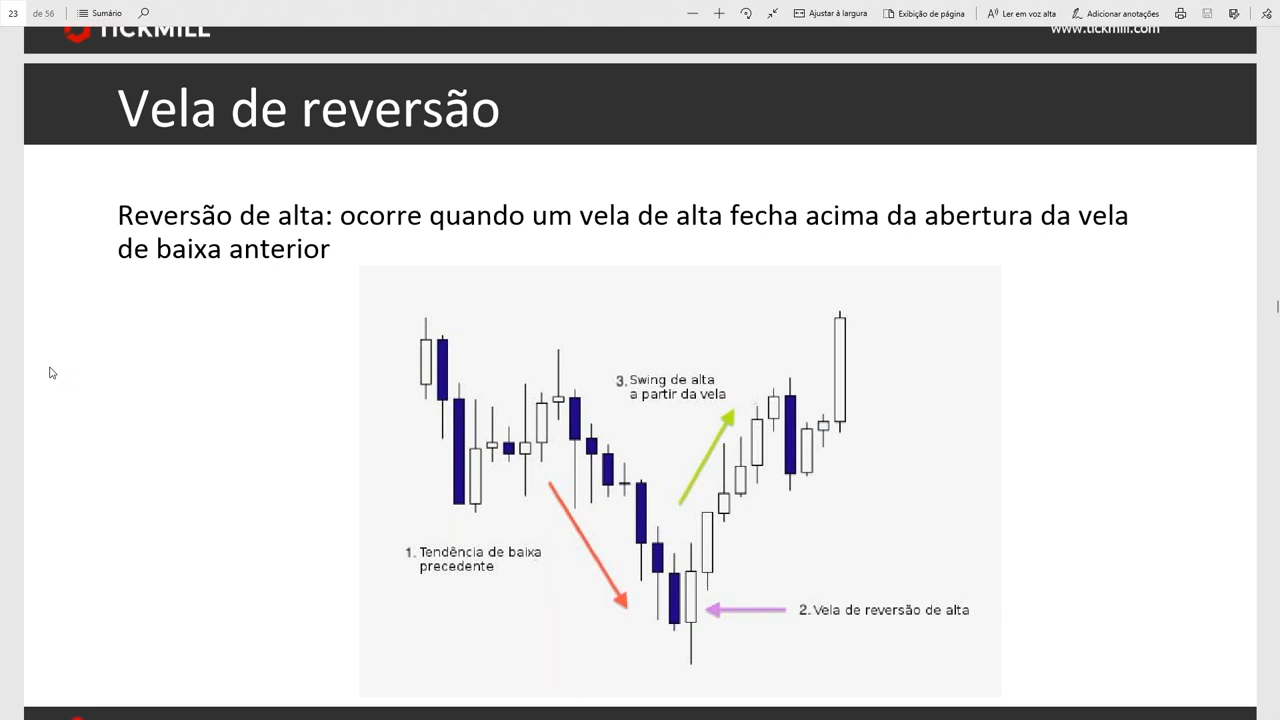 23 de 56 Sumário Ajustar à largura Exibição de página Ler em voz alta Adicionar anotações
TICKMILL www.tickmill.com
Vela de reversão
Reversão de alta: ocorre quando um vela de alta fecha acima da abertura da vela
de baixa anterior
3. Swing de alta
a partir da vela
1. Tendência de baixa
precedente
2. Vela de reversão de alta